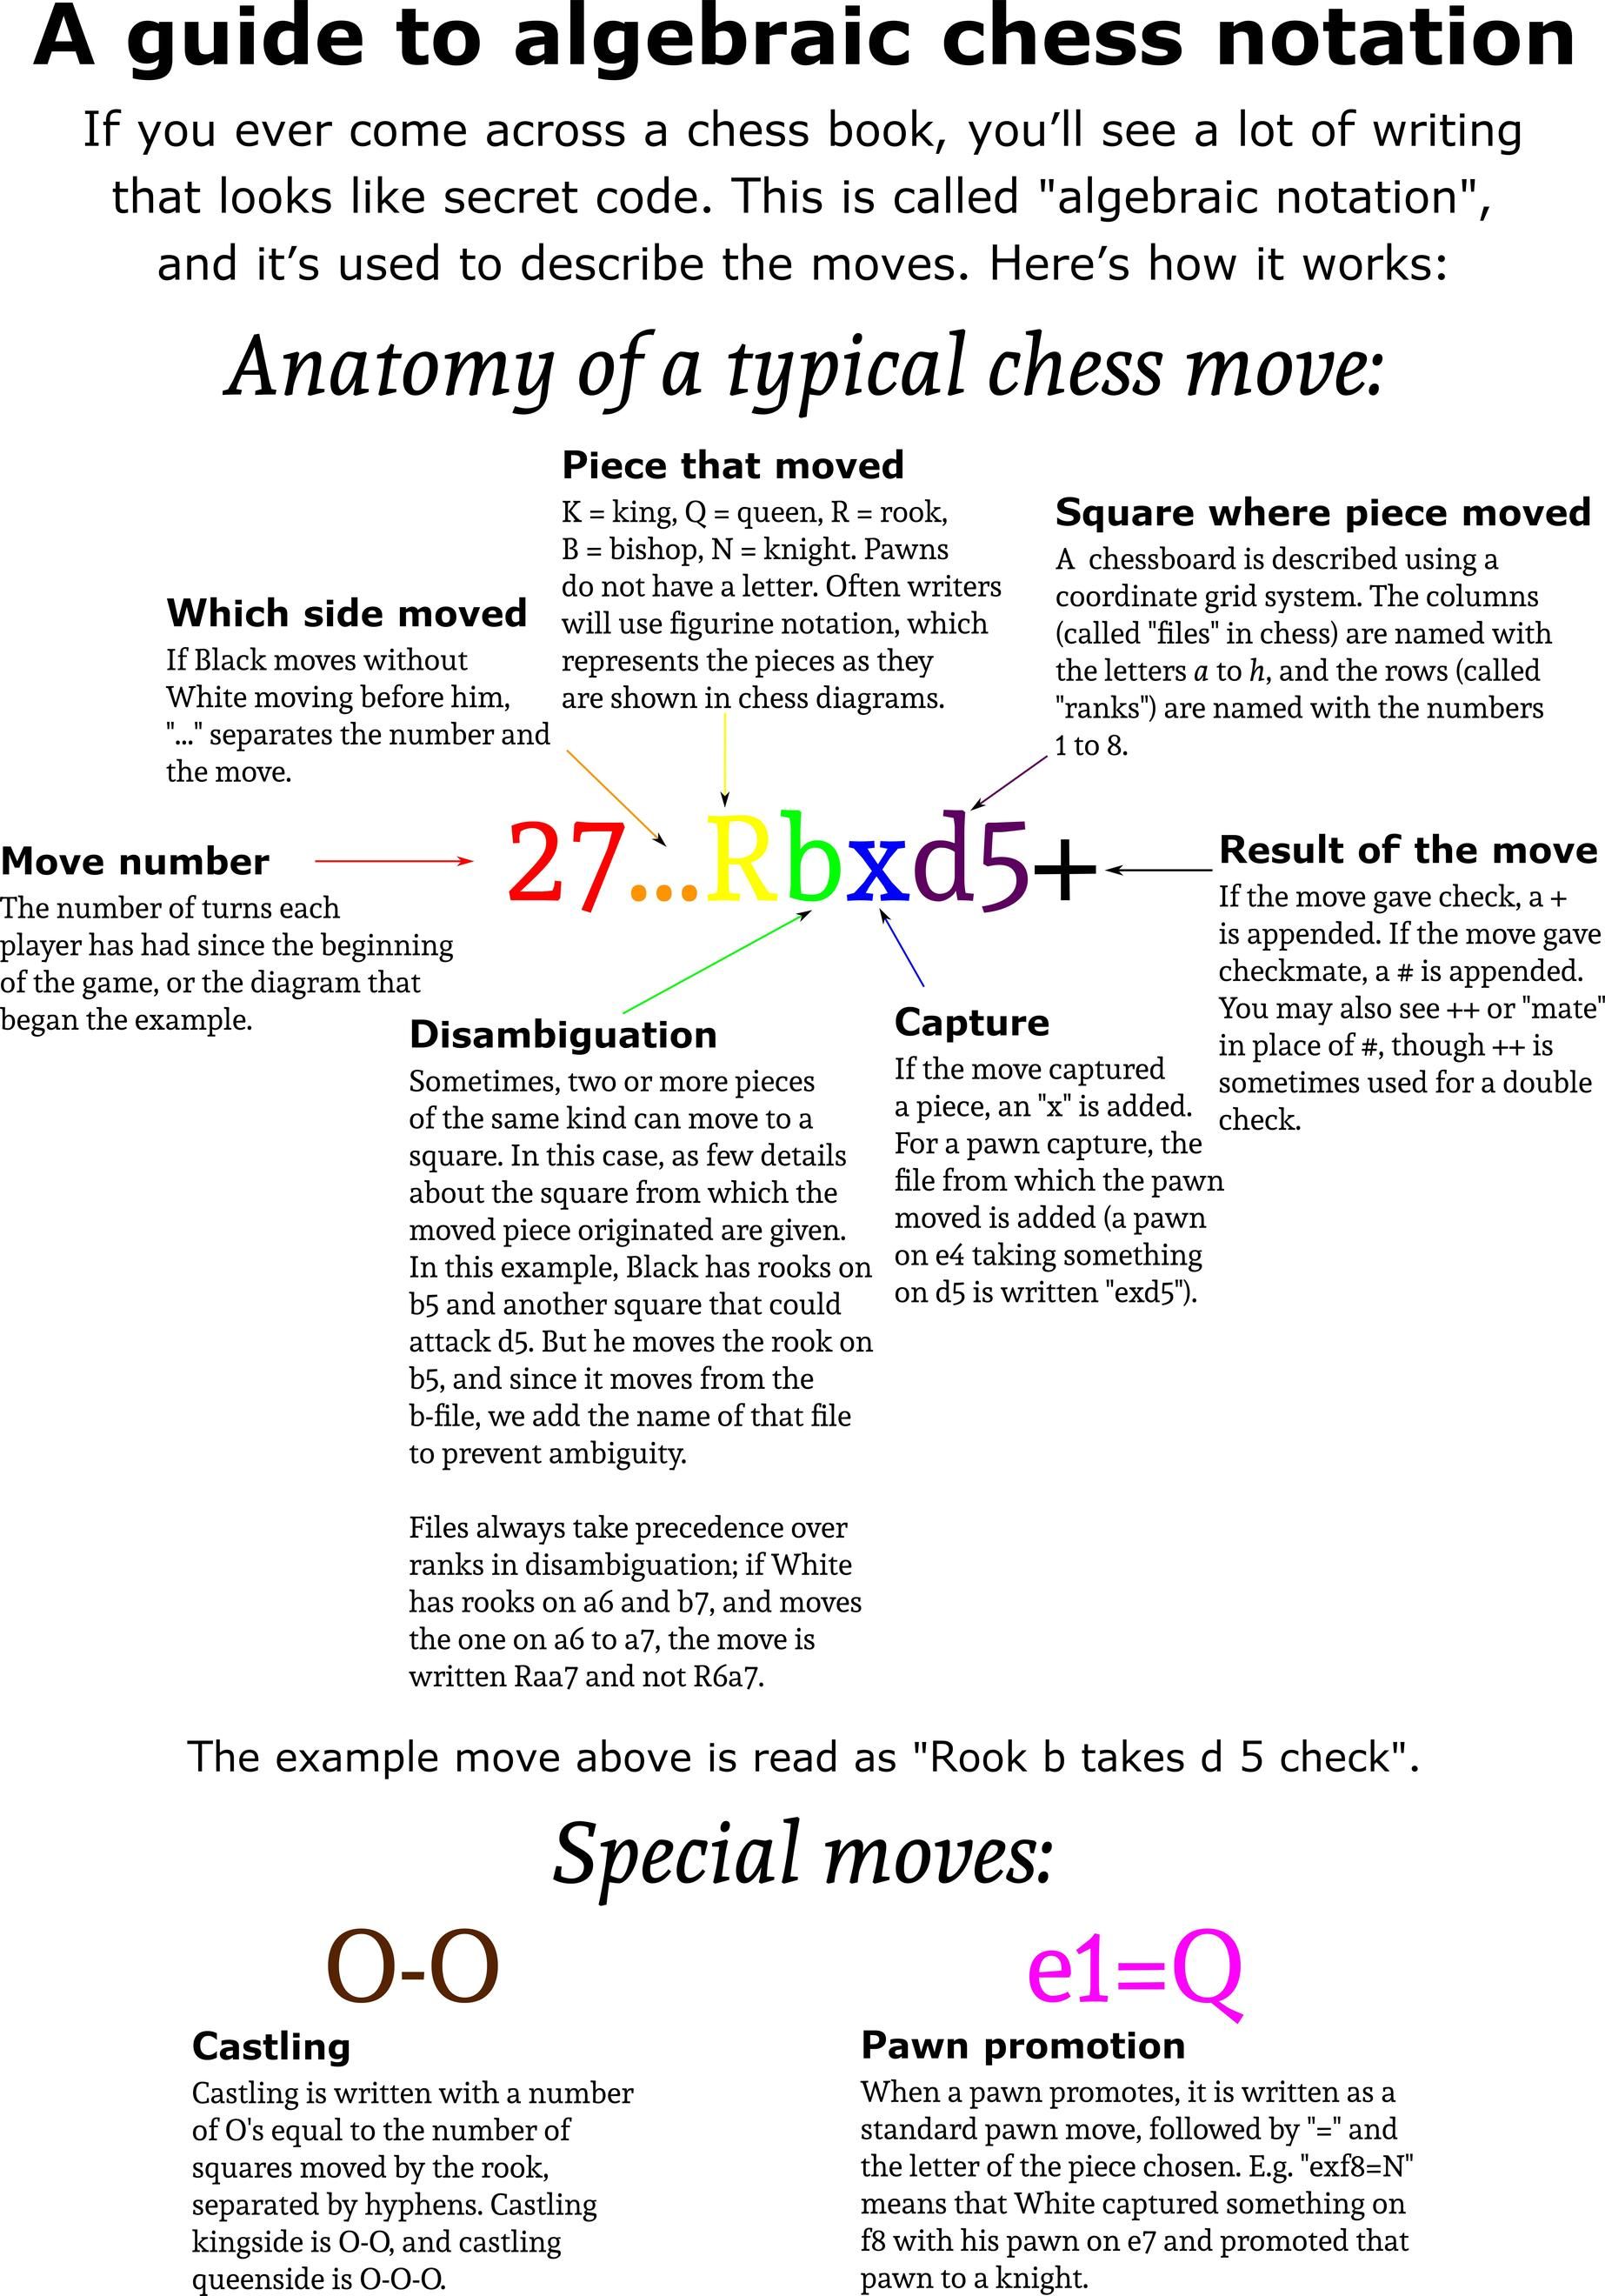 A guide to algebraic chess notation
If you ever come across a chess book, you’ll see a lot of writing
that looks like secret code. This is called "algebraic notation",
and it’s used to describe the moves. Here’s how it works:
Anatomy of a typical chess move:
Piece that moved
K = king, Q = queen, R = rook,
B = bishop, N = knight. Pawns
do not have a letter. Often writers
will use figurine notation, which
represents the pieces as they
are shown in chess diagrams.
Square where piece moved
A chessboard is described using a
coordinate grid system. The columns
(called "files" in chess) are named with
the letters a to h, and the rows (called
"ranks") are named with the numbers
1 to 8.
Which side moved
If Black moves without
White moving before him,
"..." separates the number and
the move.
27...Rbxd5+
Move number
The number of turns each
player has had since the beginning
of the game, or the diagram that
began the example.
Result of the move
If the move gave check, a +
is appended. If the move gave
checkmate, a # is appended.
You may also see ++ or "mate"
in place of #, though ++ is
sometimes used for a double
check.
Disambiguation
Sometimes, two or more pieces
of the same kind can move to a
square. In this case, as few details
about the square from which the
moved piece originated are given.
In this example, Black has rooks on
b5 and another square that could
attack d5. But he moves the rook on
b5, and since it moves from the
b-file, we add the name of that file
to prevent ambiguity.
Files always take precedence over
ranks in disambiguation; if White
has rooks on a6 and b7, and moves
the one on a6 to a7, the move is
written Raa7 and not R6a7.
Capture
If the move captured
a piece, an "x" is added.
For a pawn capture, the
file from which the pawn
moved is added (a pawn
on e4 taking something
on d5 is written "exd5").
The example move above is read as "Rook b takes d 5 check".
Special moves:
O-O
Castling
Castling is written with a number
of O's equal to the number of
squares moved by the rook,
separated by hyphens. Castling
kingside is O-O, and castling
queenside is O-O-O.
e1=Q
Pawn promotion
When a pawn promotes, it is written as a
standard pawn move, followed by "=" and
the letter of the piece chosen. E.g. "exf8=N"
means that White captured something on
f8 with his pawn on e7 and promoted that
pawn to a knight.